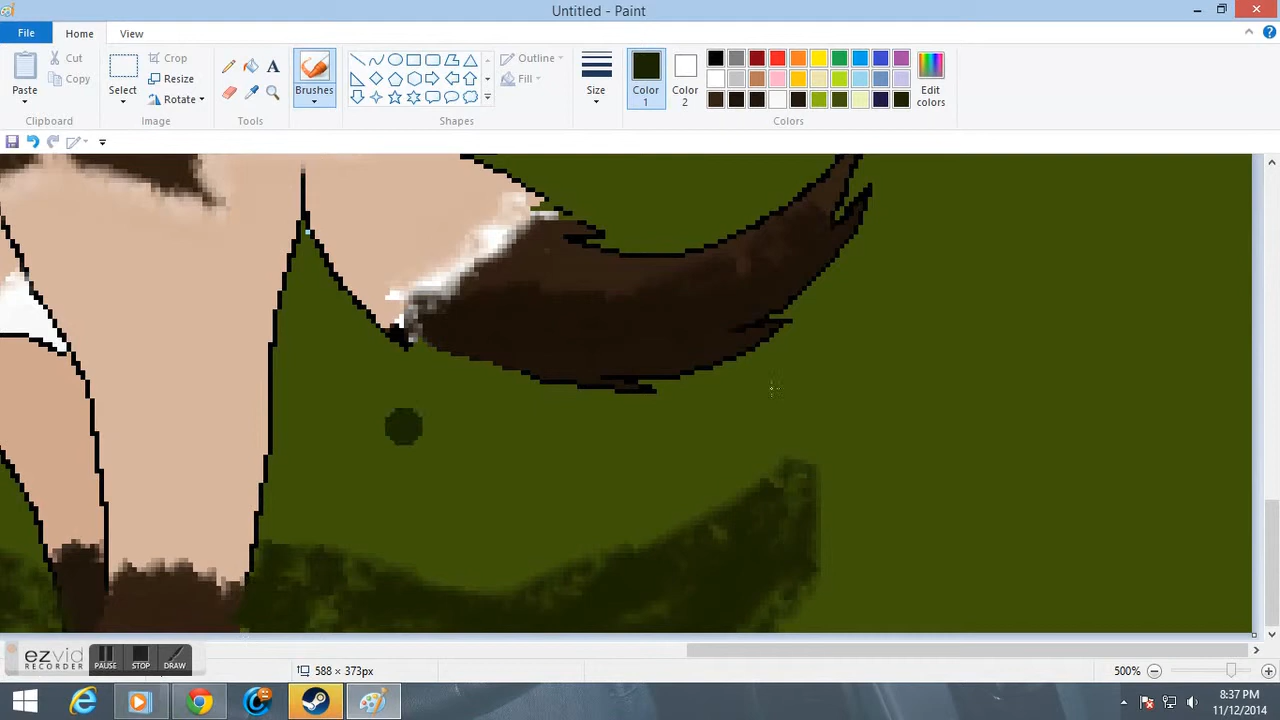 Untitled - Paint
File
Home
View
Paste
Cut
Copy
Clipboard
Select
Crop
Resize
Rotate
Image
A
Tools
Brushes
Outline
Fill
Shapes
Size
Color 1
Color 2
Edit colors
Colors
ezvid
RECORDER
PAUSE
STOP
DRAW
588 × 373px
500%
8:37 PM
11/12/2014